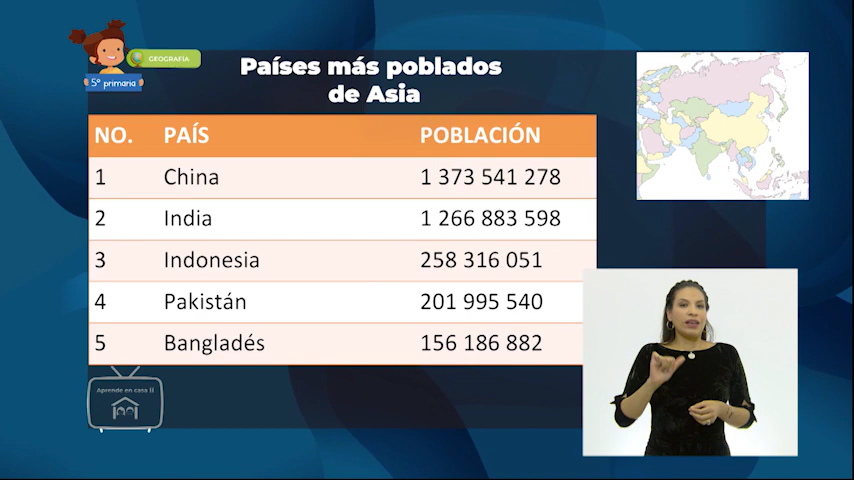 GEOGRAFÍA
5° primaria
Países más poblados
de Asia
NO. PAÍS POBLACIÓN
1 China 1 373 541 278
2 India 1 266 883 598
3 Indonesia 258 316 051
4 Pakistán 201 995 540
5 Bangladés 156 186 882
Aprende en casa II